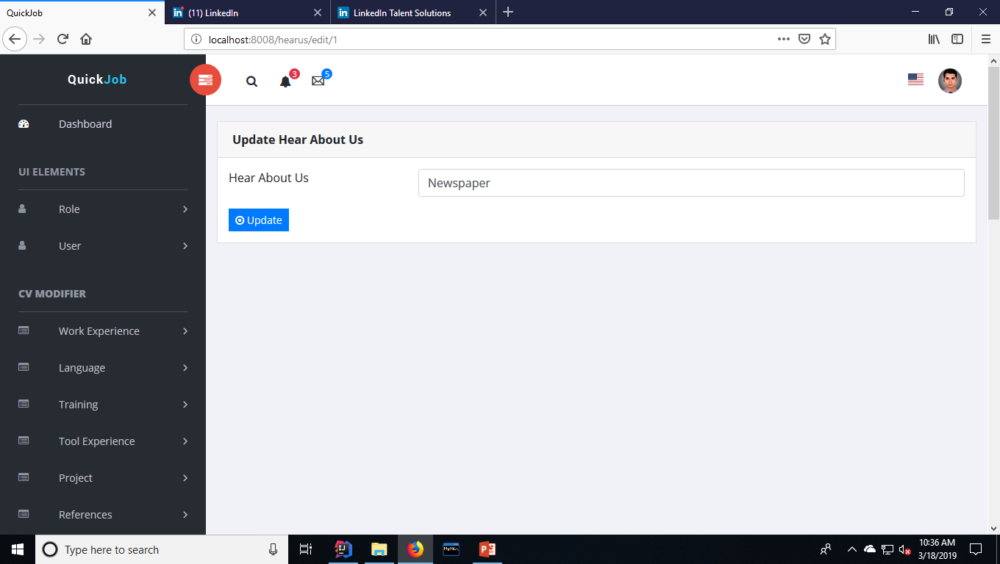 QuickJob
(11) LinkedIn
LinkedIn Talent Solutions
localhost:8008/hearus/edit/1
QuickJob
3
5
Dashboard
UI ELEMENTS
Role
User
CV MODIFIER
Work Experience
Language
Training
Tool Experience
Project
References
Update Hear About Us
Hear About Us
Newspaper
Update
Type here to search
10:36 AM
3/18/2019